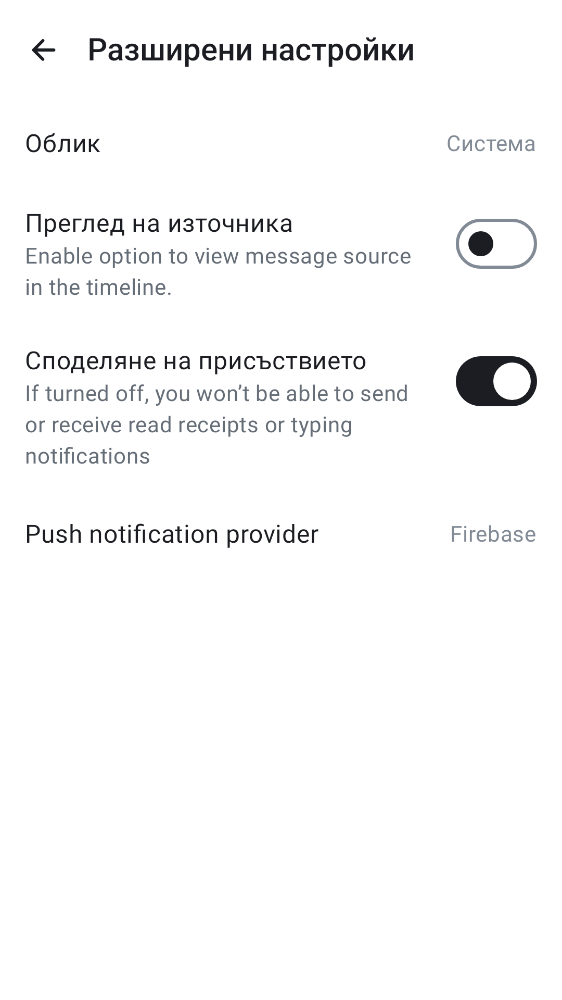 Разширени настройки
Облик
Система
Преглед на източника
Enable option to view message source
in the timeline.
Споделяне на присъствието
If turned off, you won’t be able to send
or receive read receipts or typing
notifications
Push notification provider
Firebase